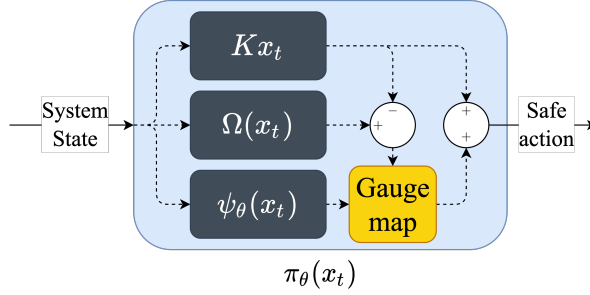 System
State
Kx_t
Ω(x_t)
ψ_θ(x_t)
−
+
Gauge
map
+
+
Safe
action
π_θ(x_t)